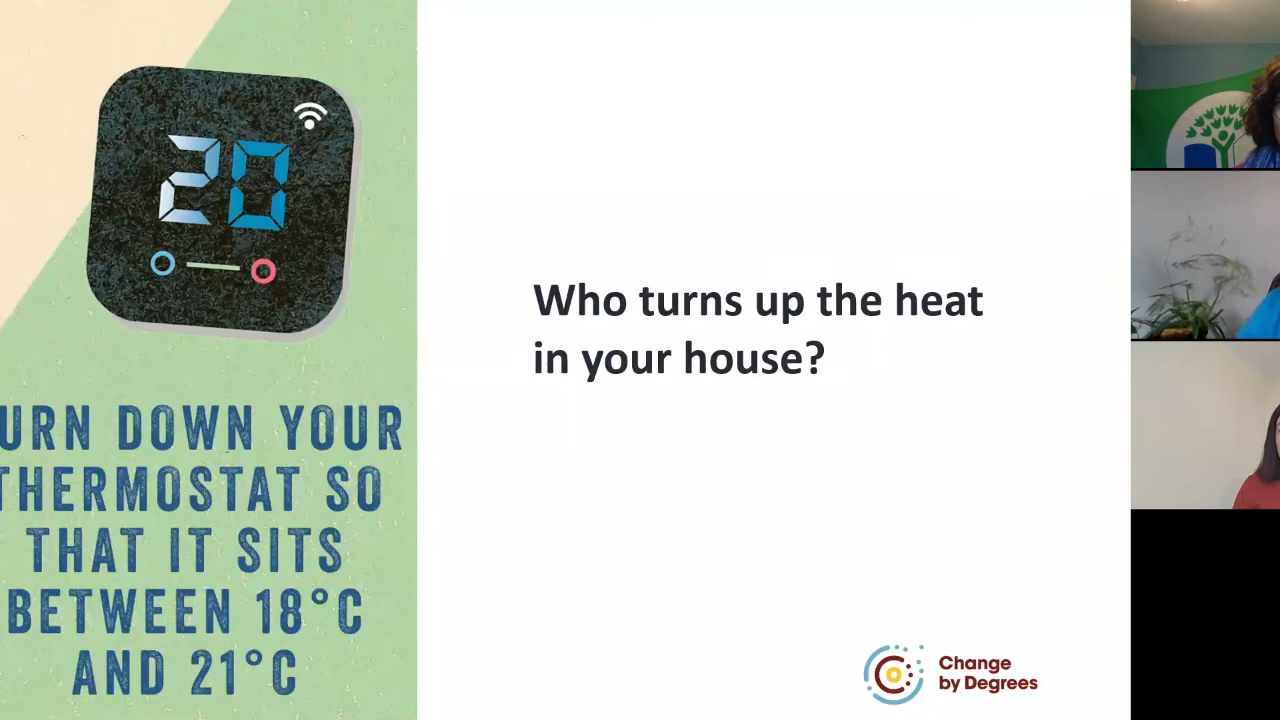 20
URN DOWN YOUR
THERMOSTAT SO
THAT IT SITS
BETWEEN 18°C
AND 21°C
Who turns up the heat
in your house?
Change
by Degrees